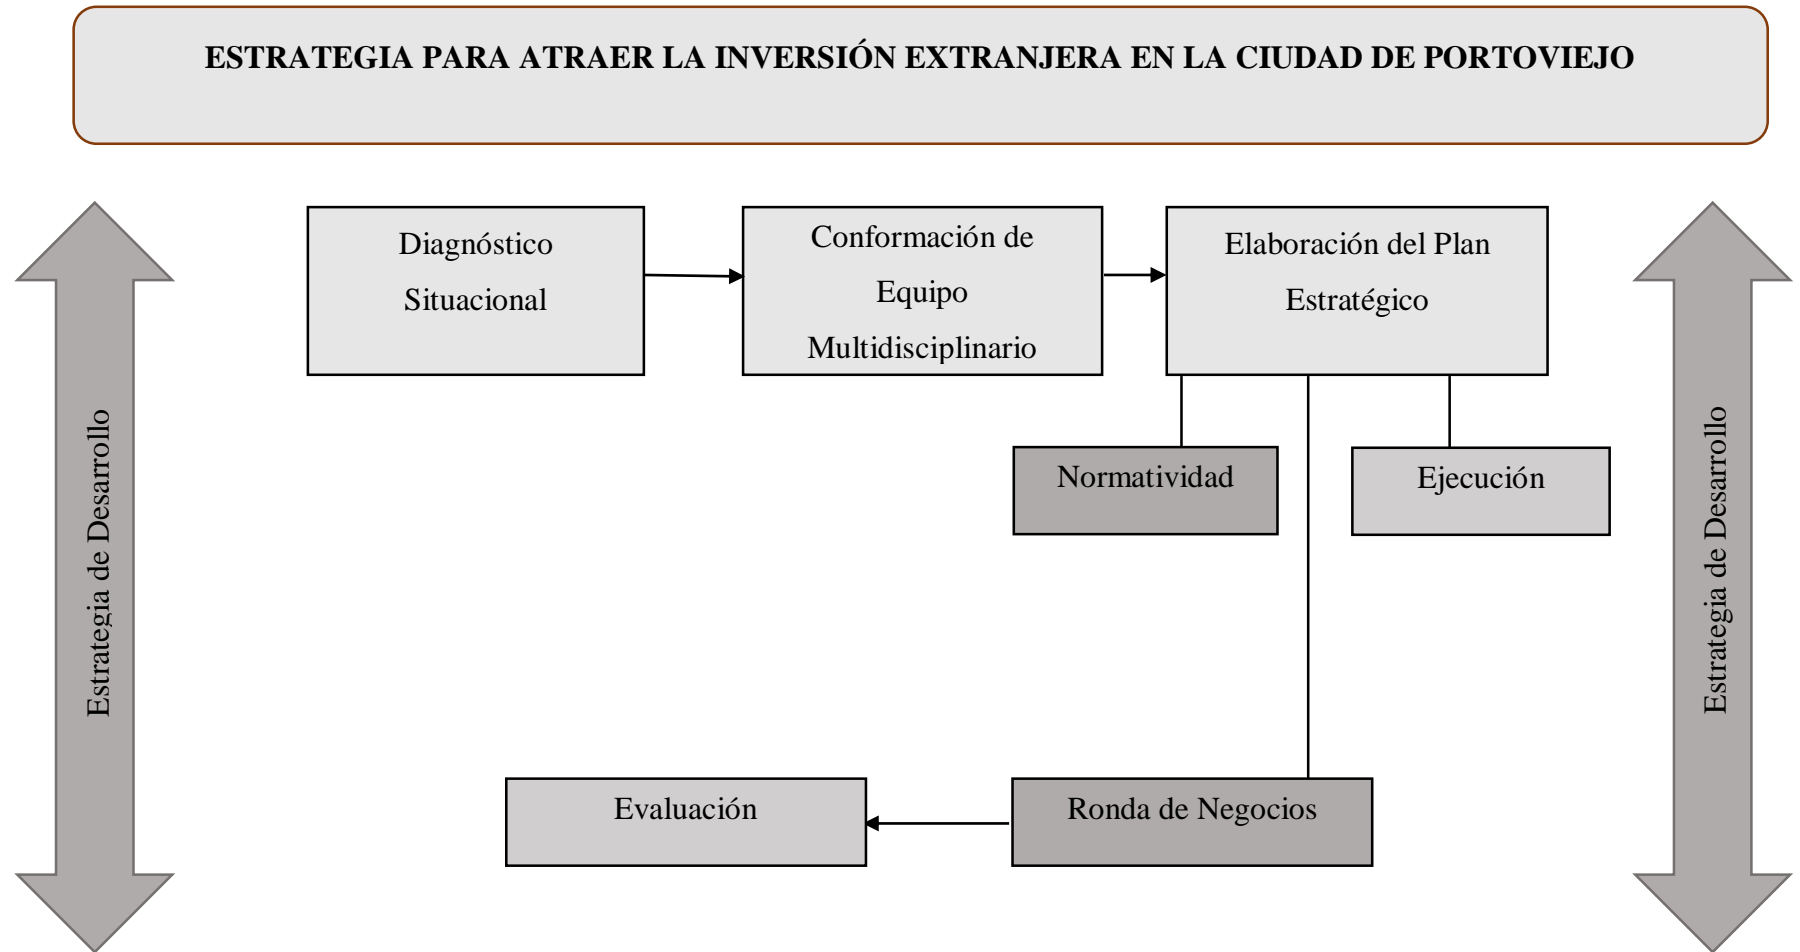 ESTRATEGIA PARA ATRAER LA INVERSIÓN EXTRANJERA EN LA CIUDAD DE PORTOVIEJO
Diagnóstico
Situacional
Conformación de
Equipo
Multidisciplinario
Elaboración del Plan
Estratégico
Estrategia de Desarrollo
Normatividad
Ejecución
Estrategia de Desarrollo
Evaluación
Ronda de Negocios